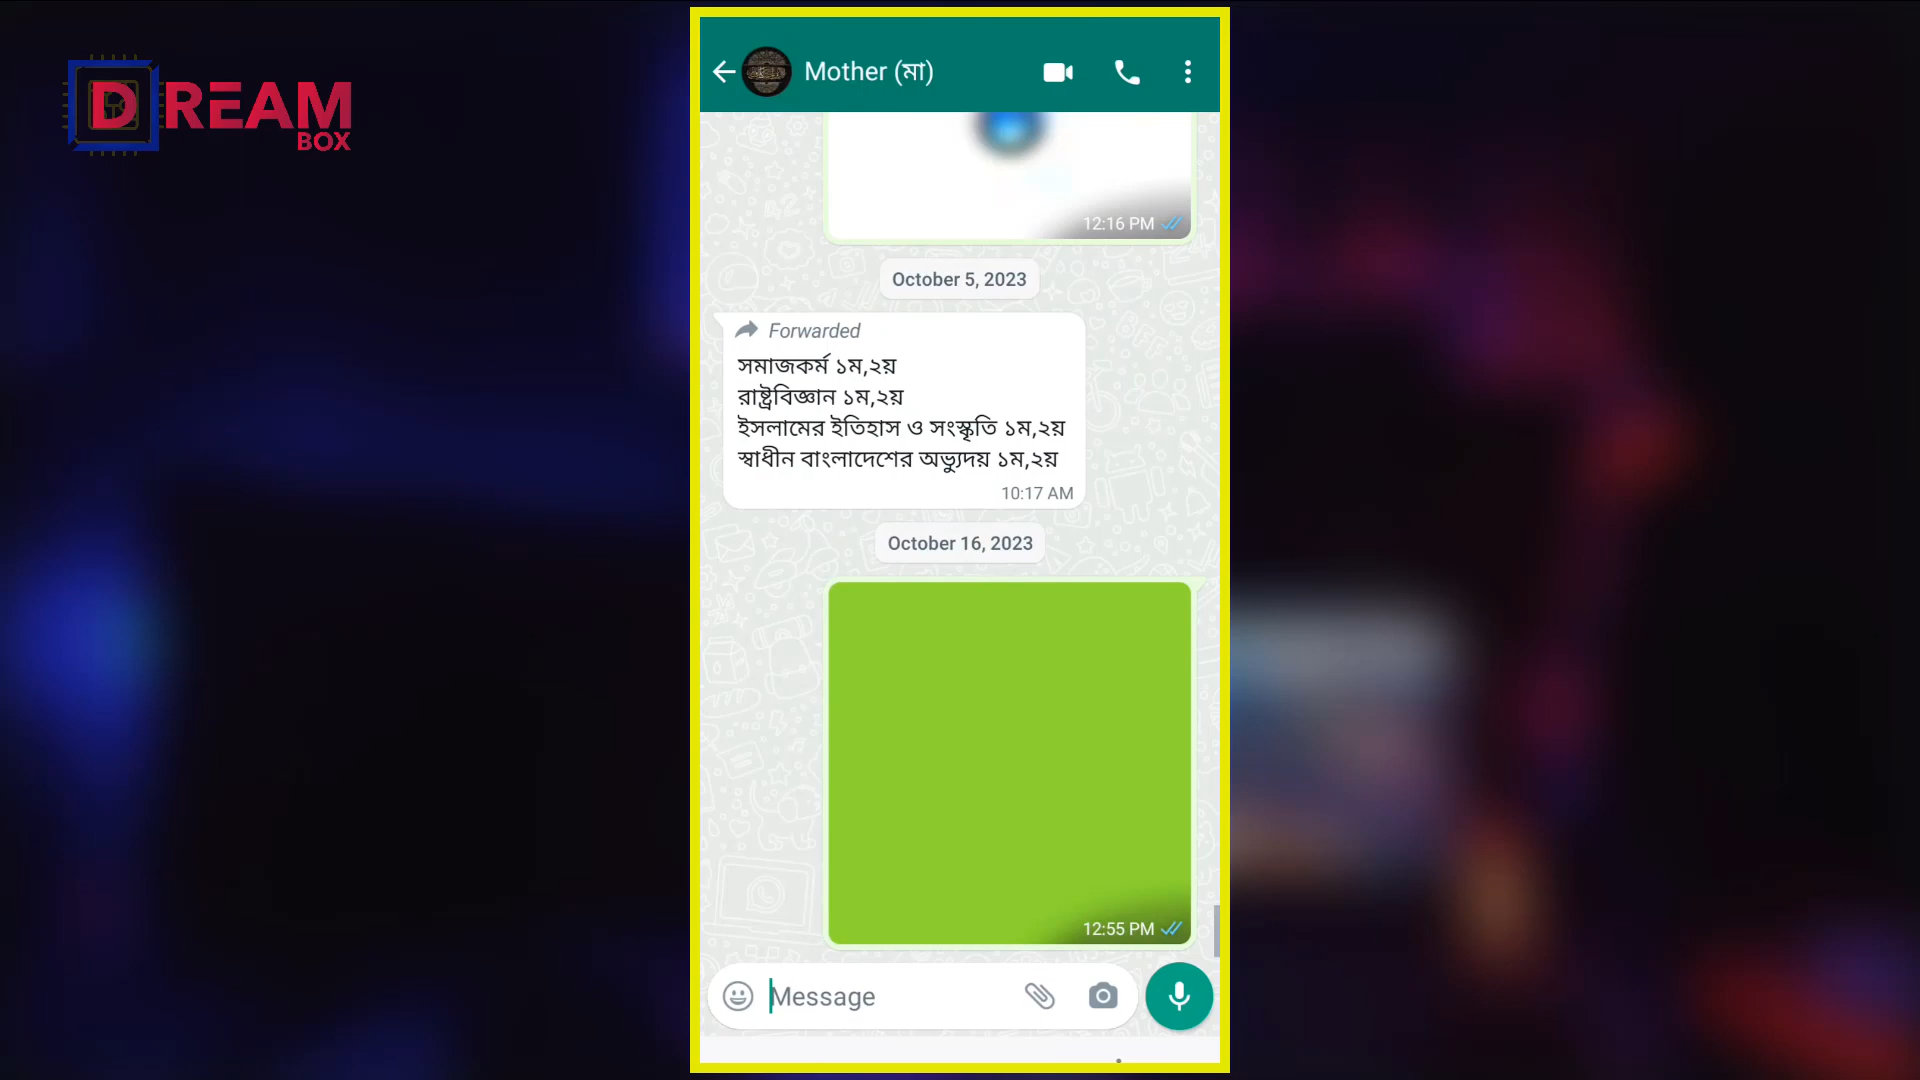 DREAM
BOX
Mother (মা)
12:16 PM
October 5, 2023
Forwarded
সমাজকর্ম ১ম,২য়
রাষ্ট্রবিজ্ঞান ১ম,২য়
ইসলামের ইতিহাস ও সংস্কৃতি ১ম,২য়
স্বাধীন বাংলাদেশের অভ্যুদয় ১ম,২য়
10:17 AM
October 16, 2023
12:55 PM
Message